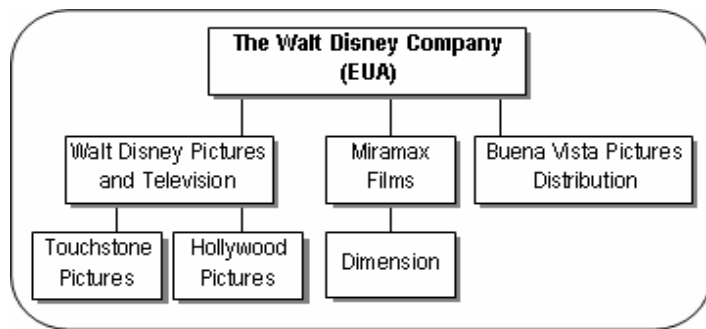 The Walt Disney Company
(EUA)
Walt Disney Pictures
and Television
Miramax
Films
Buena Vista Pictures
Distribution
Touchstone
Pictures
Hollywood
Pictures
Dimension